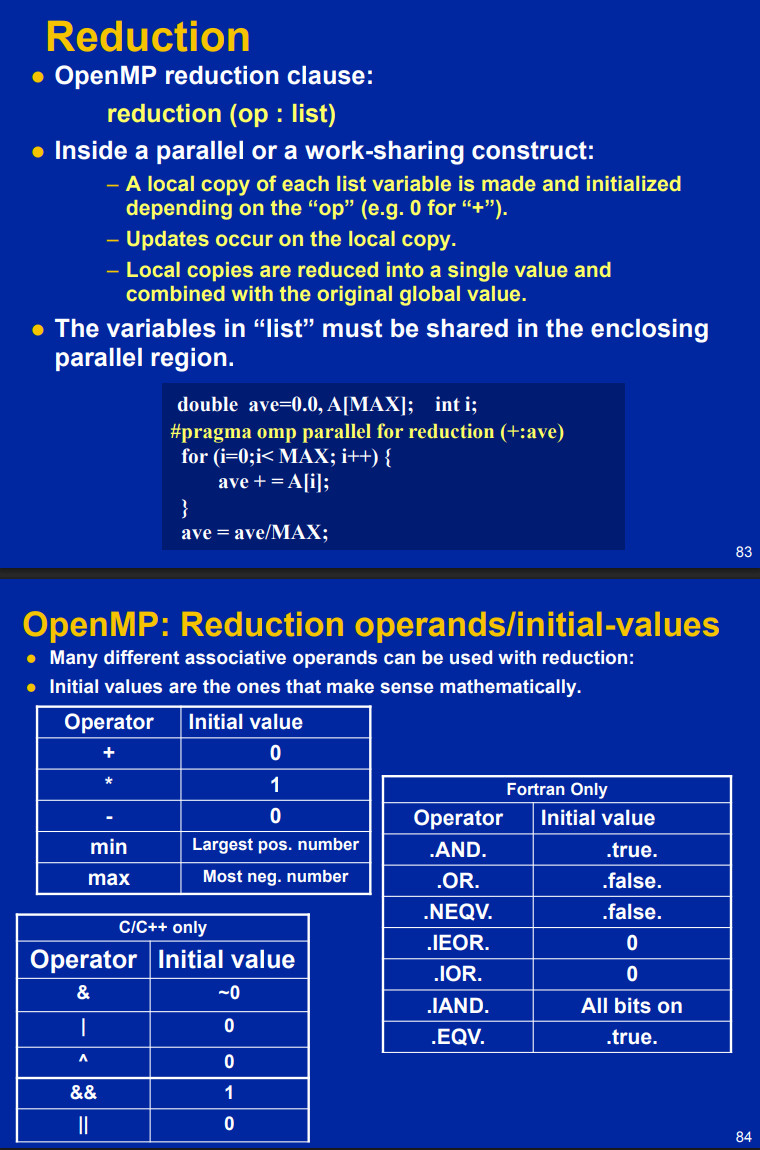 Reduction
● OpenMP reduction clause:
reduction (op : list)
● Inside a parallel or a work-sharing construct:
– A local copy of each list variable is made and initialized
depending on the “op” (e.g. 0 for “+”).
– Updates occur on the local copy.
– Local copies are reduced into a single value and
combined with the original global value.
● The variables in “list” must be shared in the enclosing
parallel region.
double ave=0.0, A[MAX]; int i;
#pragma omp parallel for reduction (+:ave)
for (i=0;i< MAX; i++) {
ave + = A[i];
}
ave = ave/MAX;
83
OpenMP: Reduction operands/initial-values
● Many different associative operands can be used with reduction:
● Initial values are the ones that make sense mathematically.
Operator Initial value
+ 0
* 1
- 0
min Largest pos. number
max Most neg. number
Fortran Only
Operator Initial value
.AND. .true.
.OR. .false.
.NEQV. .false.
.IEOR. 0
.IOR. 0
.IAND. All bits on
.EQV. .true.
C/C++ only
Operator Initial value
& ~0
| 0
^ 0
&& 1
|| 0
84